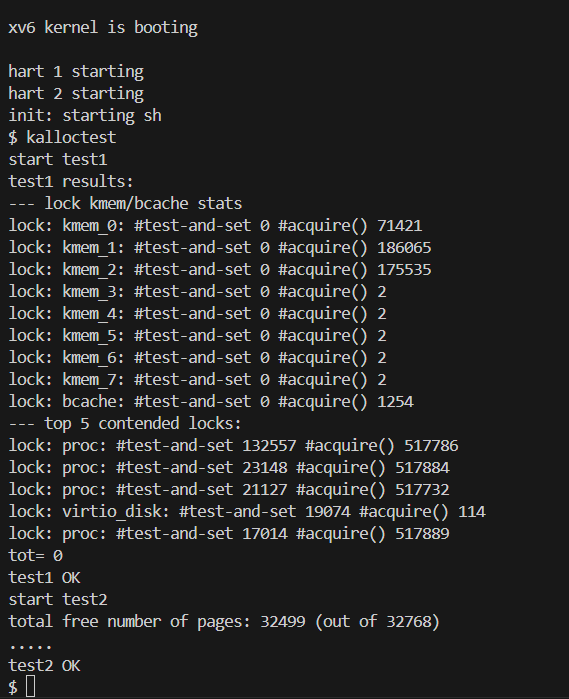 xv6 kernel is booting
hart 1 starting
hart 2 starting
init: starting sh
$ kalloctest
start test1
test1 results:
--- lock kmem/bcache stats
lock: kmem_0: #test-and-set 0 #acquire() 71421
lock: kmem_1: #test-and-set 0 #acquire() 186065
lock: kmem_2: #test-and-set 0 #acquire() 175535
lock: kmem_3: #test-and-set 0 #acquire() 2
lock: kmem_4: #test-and-set 0 #acquire() 2
lock: kmem_5: #test-and-set 0 #acquire() 2
lock: kmem_6: #test-and-set 0 #acquire() 2
lock: kmem_7: #test-and-set 0 #acquire() 2
lock: bcache: #test-and-set 0 #acquire() 1254
--- top 5 contended locks:
lock: proc: #test-and-set 132557 #acquire() 517786
lock: proc: #test-and-set 23148 #acquire() 517884
lock: proc: #test-and-set 21127 #acquire() 517732
lock: virtio_disk: #test-and-set 19074 #acquire() 114
lock: proc: #test-and-set 17014 #acquire() 517889
tot= 0
test1 OK
start test2
total free number of pages: 32499 (out of 32768)
.....
test2 OK
$